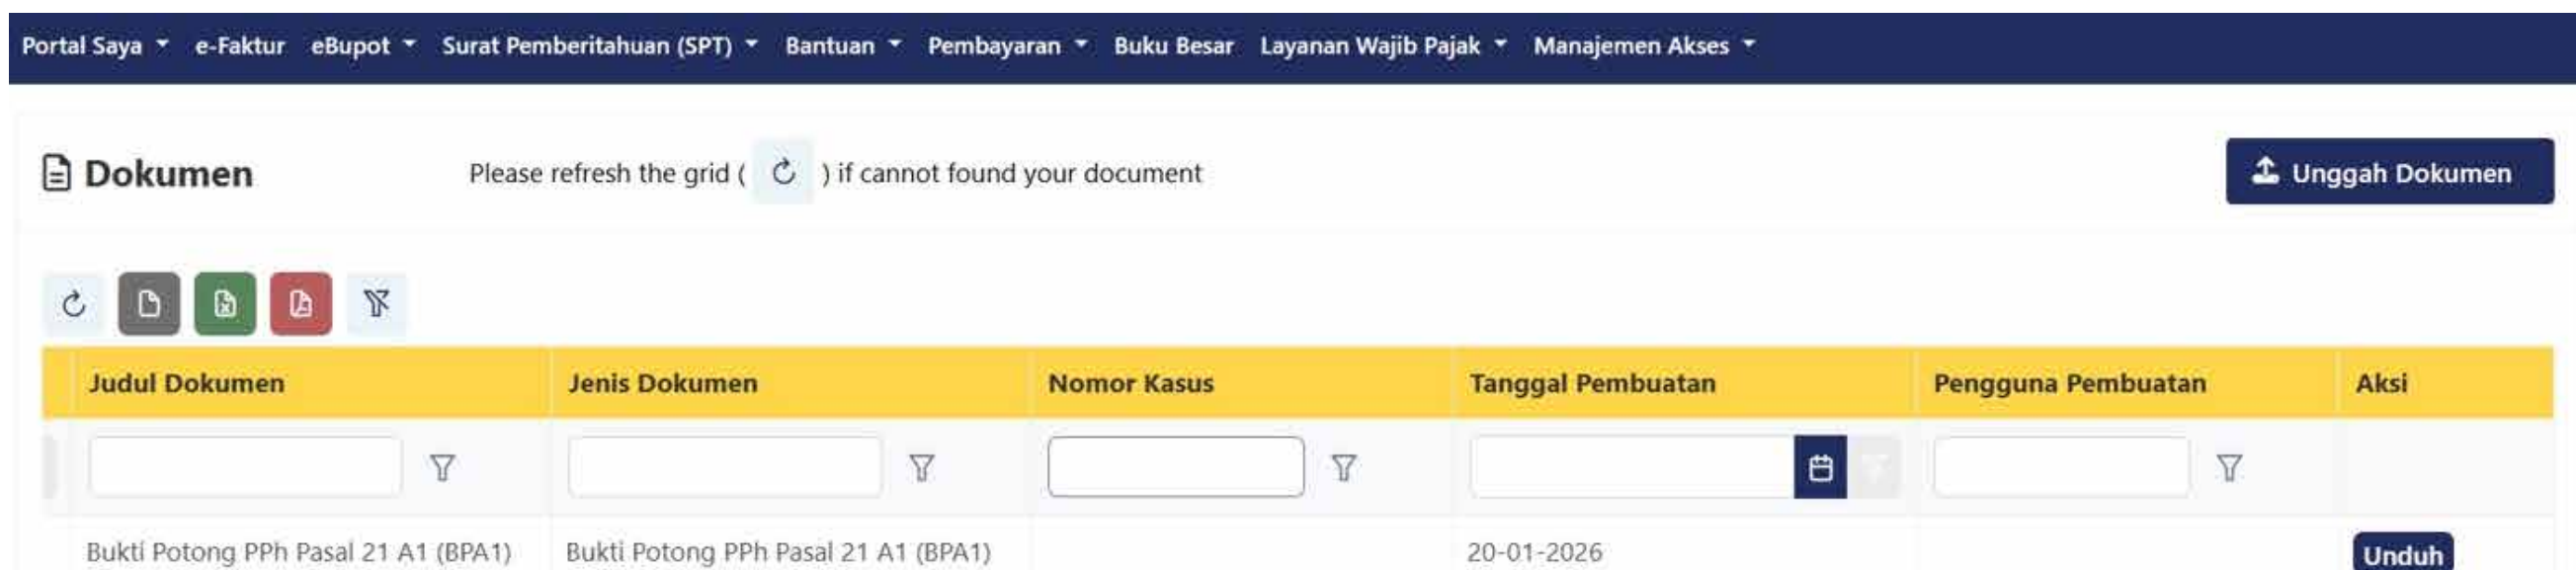 Portal Saya e-Faktur eBupot Surat Pemberitahuan (SPT) Bantuan Pembayaran Buku Besar Layanan Wajib Pajak Manajemen Akses
Dokumen Please refresh the grid ( ) if cannot found your document Unggah Dokumen
Judul Dokumen Jenis Dokumen Nomor Kasus Tanggal Pembuatan Pengguna Pembuatan Aksi
Bukti Potong PPh Pasal 21 A1 (BPA1) Bukti Potong PPh Pasal 21 A1 (BPA1) 20-01-2026 Unduh